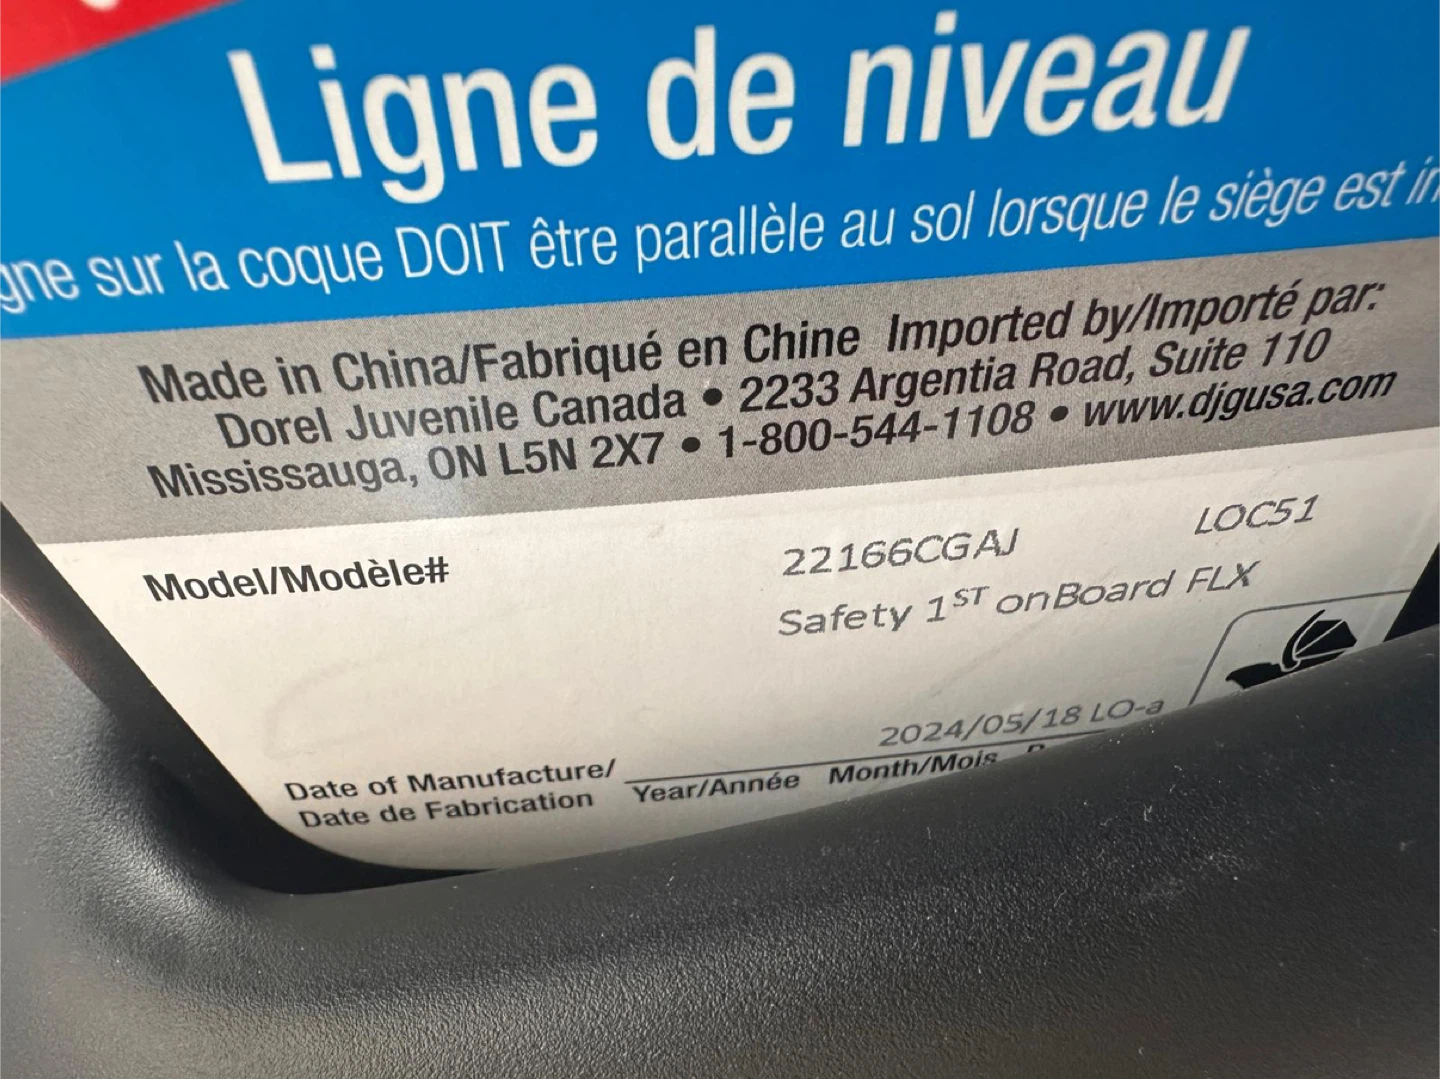 Ligne de niveau
sur la coque DOIT être parallèle au sol lorsque le siège est
Made in China/Fabriqué en Chine Imported by/Importé par:
Dorel Juvenile Canada • 2233 Argentia Road, Suite 110
Mississauga, ON L5N 2X7 • 1-800-544-1108 • www.djgusa.com
Model/Modèle# 22166CGAJ LOC51
Safety 1ST onBoard FLX
2024/05/18 LO-a
Date of Manufacture/
Date de Fabrication Year/Année Month/Mois